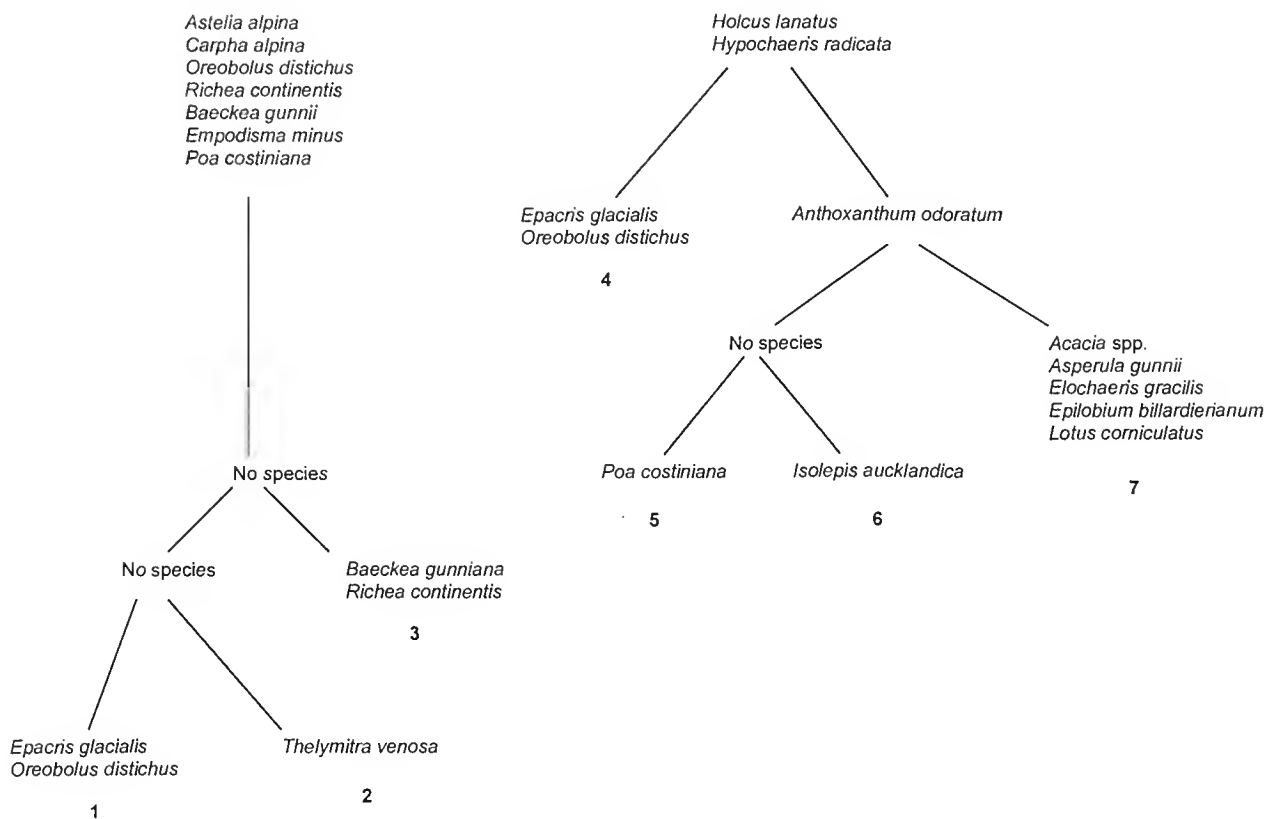 Astelia alpina
Carpha alpina
Oreobolus distichus
Richea continentis
Baeckea gunnii
Empodisma minus
Poa costiniana
No species
No species
Baeckea gunniana
Richea continentis
3
Epacris glacialis
Oreobolus distichus
1
Thelymitra venosa
2
Holcus lanatus
Hypochaeris radicata
Epacris glacialis
Oreobolus distichus
4
Anthoxanthum odoratum
No species
Poa costiniana
5
Isolepis aucklandica
6
Acacia spp.
Asperula gunnii
Elochaeris gracilis
Epilobium billardierianum
Lotus corniculatus
7